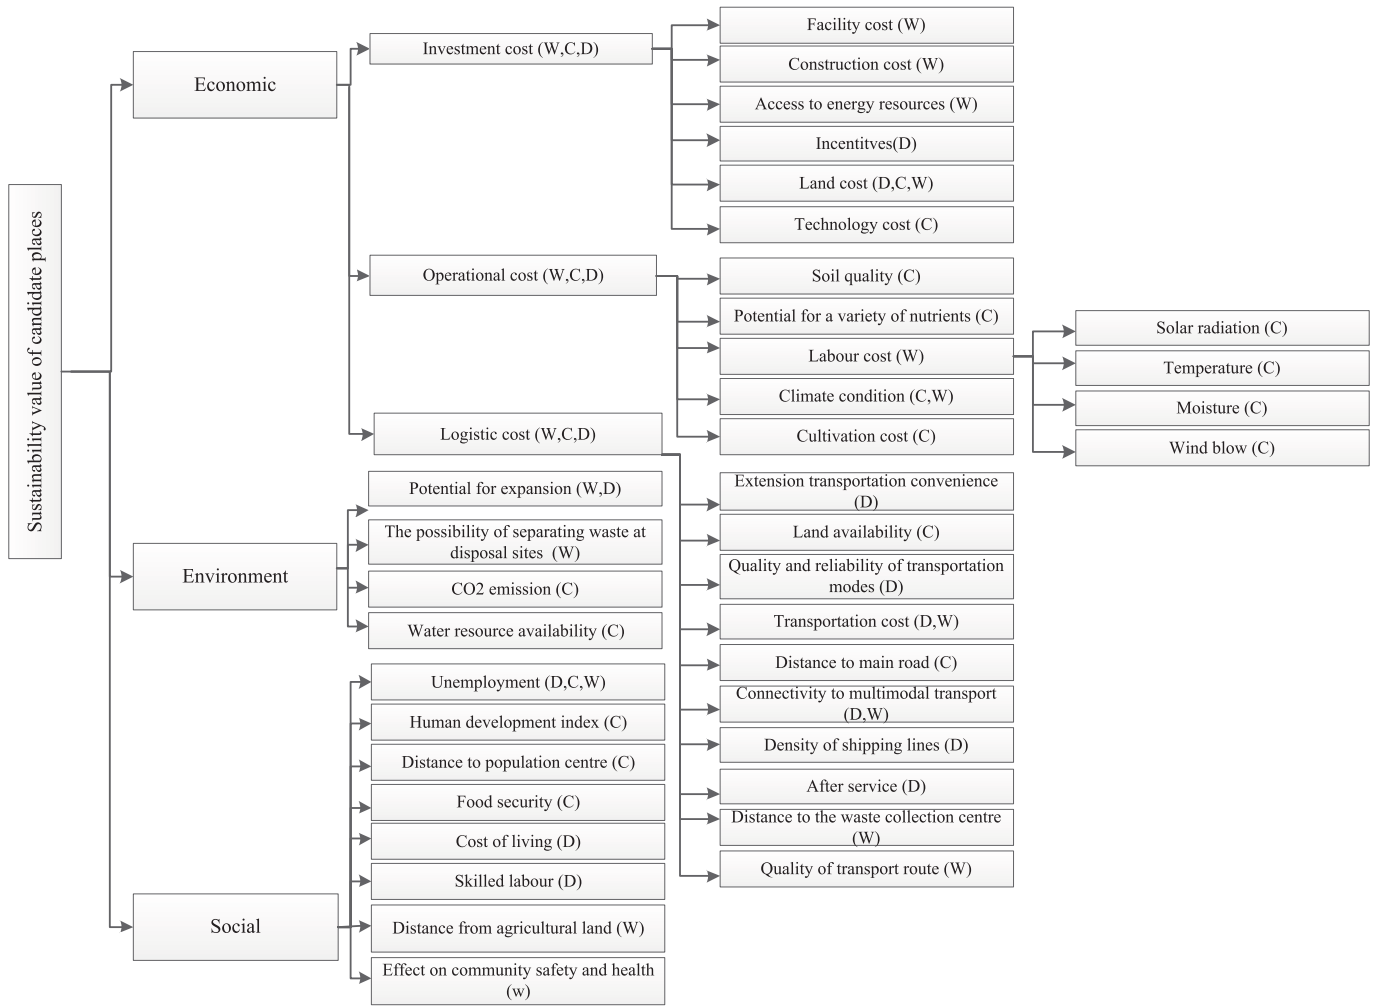 Sustainability value of candidate places
Economic
Investment cost (W,C,D)
Facility cost (W)
Construction cost (W)
Access to energy resources (W)
Incentitves(D)
Land cost (D,C,W)
Technology cost (C)
Operational cost (W,C,D)
Soil quality (C)
Potential for a variety of nutrients (C)
Labour cost (W)
Climate condition (C,W)
Cultivation cost (C)
Solar radiation (C)
Temperature (C)
Moisture (C)
Wind blow (C)
Logistic cost (W,C,D)
Extension transportation convenience
(D)
Land availability (C)
Quality and reliability of transportation
modes (D)
Transportation cost (D,W)
Distance to main road (C)
Connectivity to multimodal transport
(D,W)
Density of shipping lines (D)
After service (D)
Distance to the waste collection centre
(W)
Quality of transport route (W)
Environment
Potential for expansion (W,D)
The possibility of separating waste at
disposal sites (W)
CO2 emission (C)
Water resource availability (C)
Social
Unemployment (D,C,W)
Human development index (C)
Distance to population centre (C)
Food security (C)
Cost of living (D)
Skilled labour (D)
Distance from agricultural land (W)
Effect on community safety and health
(w)